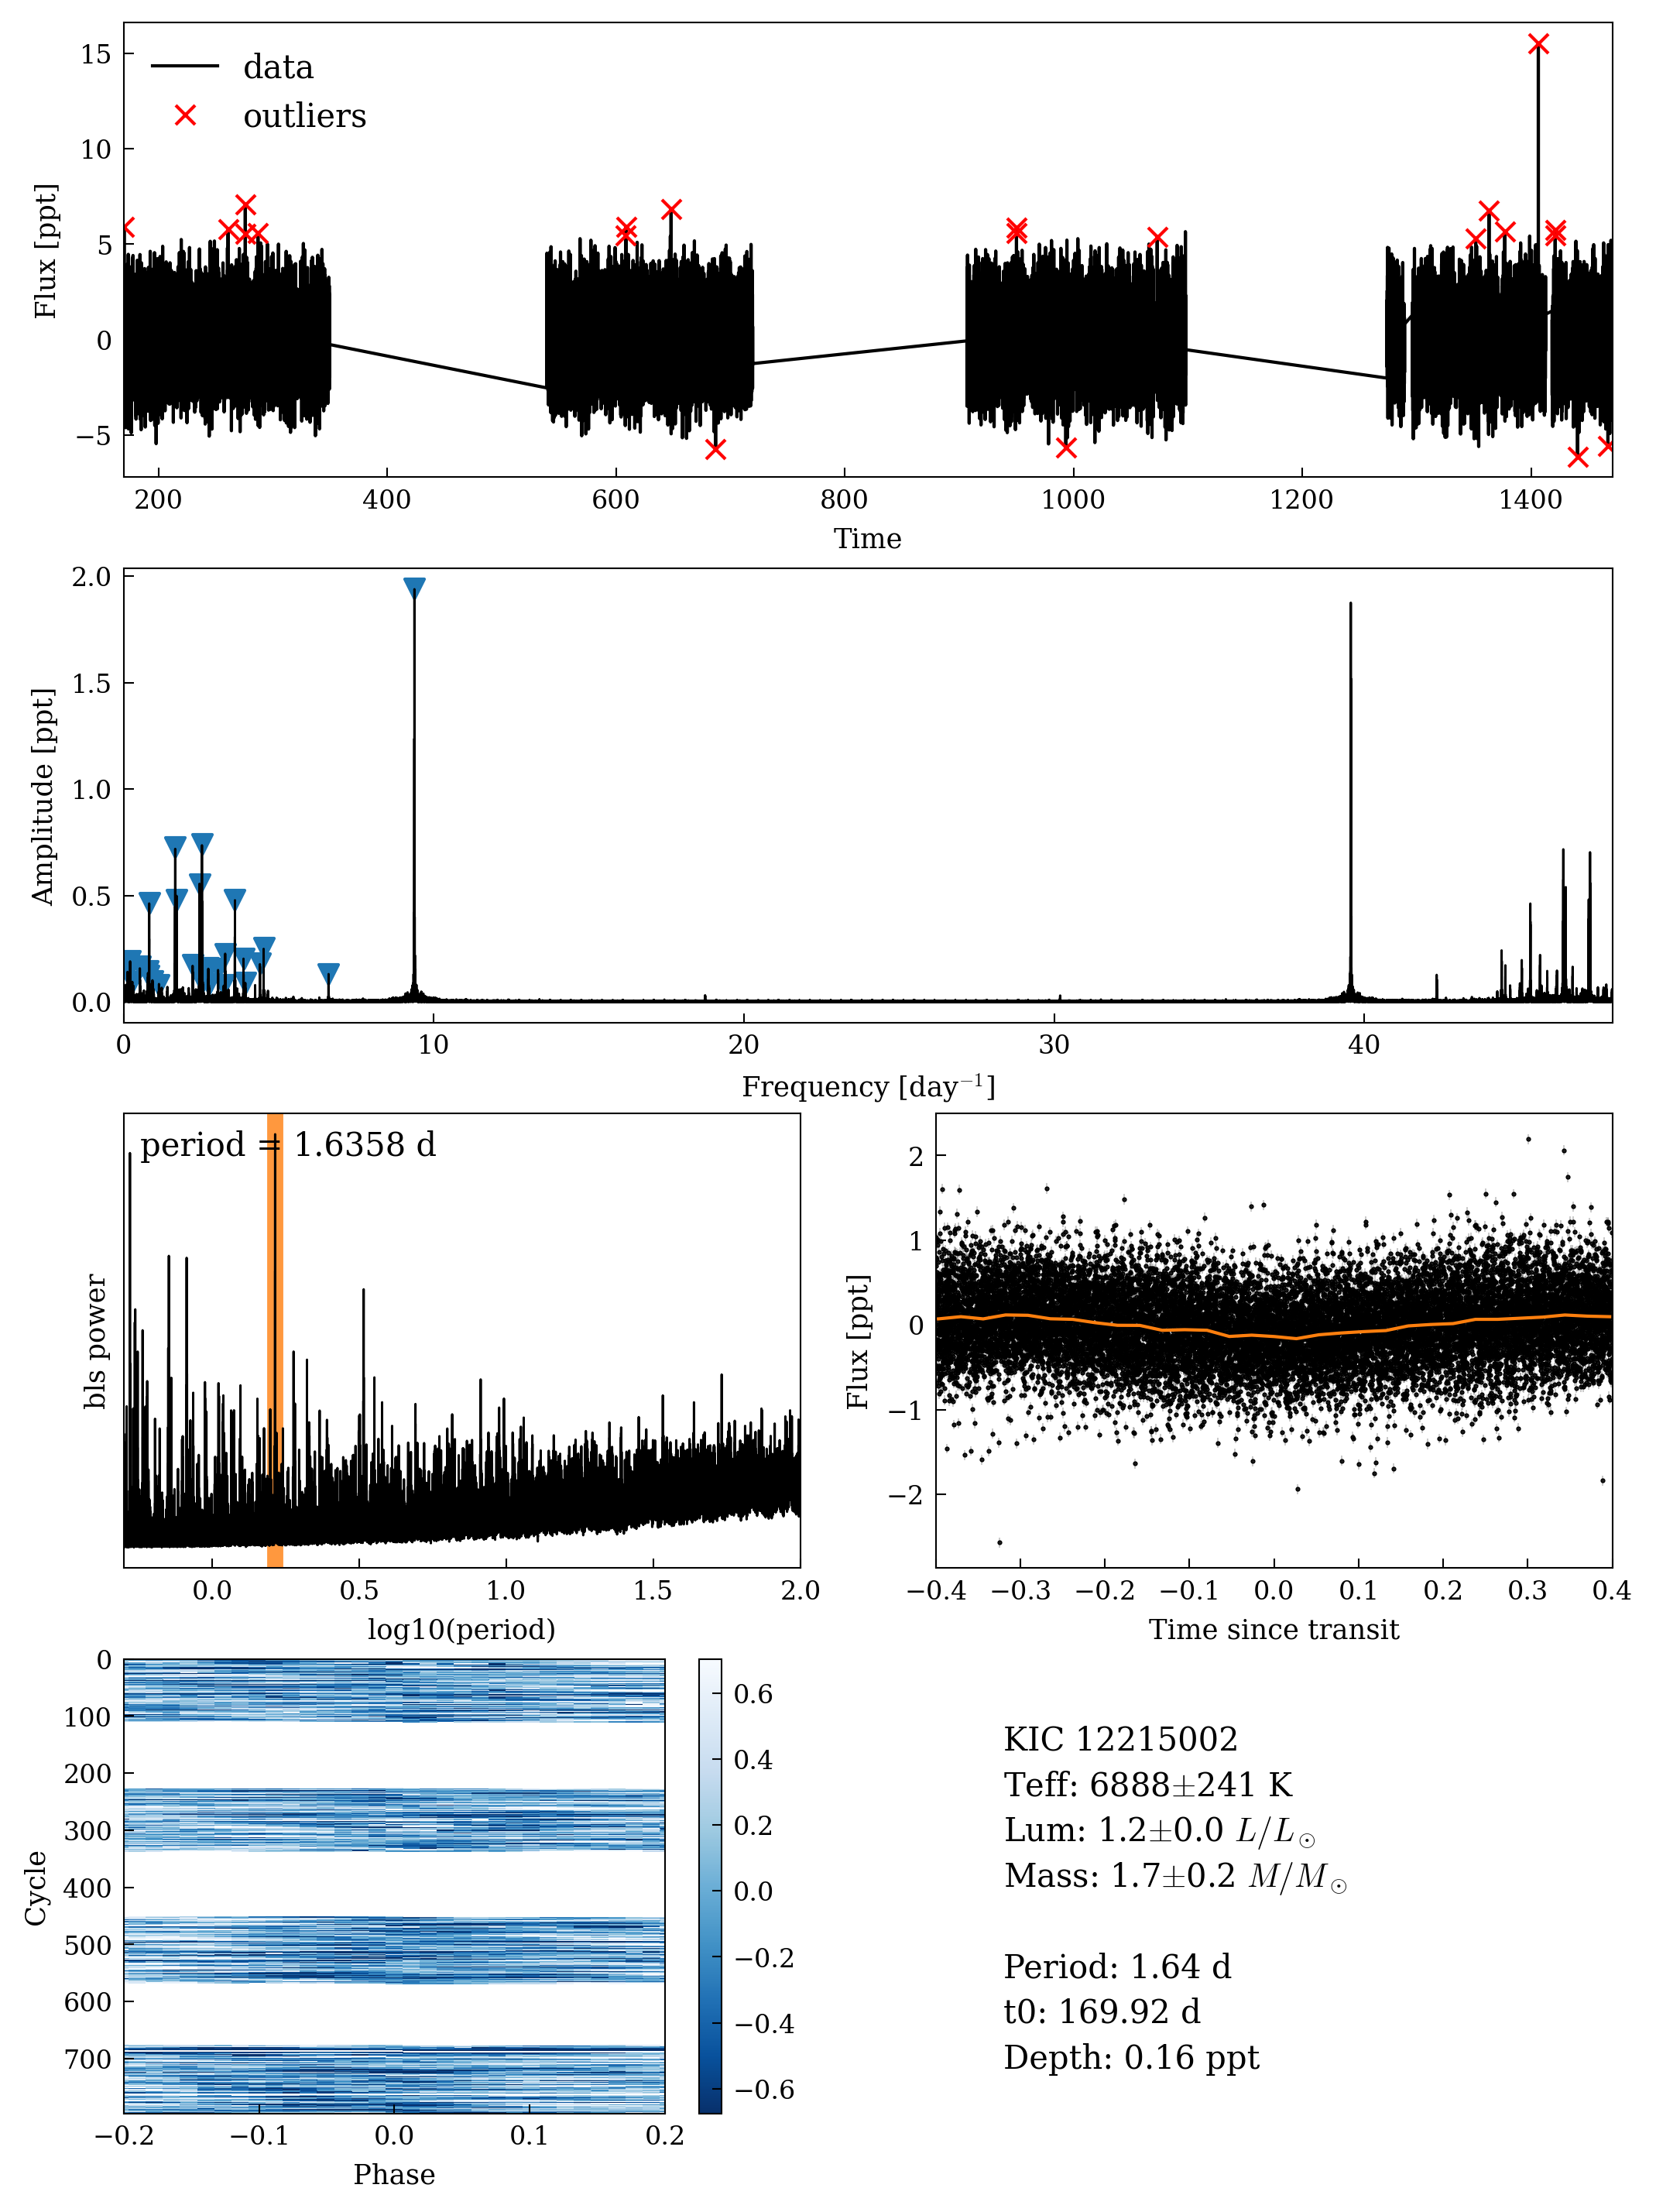 data
outliers
15
10
5
0
−5
Flux [ppt]
200 400 600 800 1000 1200 1400
Time
2.0
1.5
1.0
0.5
0.0
Amplitude [ppt]
0 10 20 30 40
Frequency [day⁻¹]
period = 1.6358 d
bls power
0.0 0.5 1.0 1.5 2.0
log10(period)
2
1
0
−1
−2
Flux [ppt]
−0.4 −0.3 −0.2 −0.1 0.0 0.1 0.2 0.3 0.4
Time since transit
0
100
200
300
400
500
600
700
Cycle
−0.2 −0.1 0.0 0.1 0.2
Phase
0.6
0.4
0.2
0.0
−0.2
−0.4
−0.6
KIC 12215002
Teff: 6888±241 K
Lum: 1.2±0.0 L/L⊙
Mass: 1.7±0.2 M/M⊙
Period: 1.64 d
t0: 169.92 d
Depth: 0.16 ppt